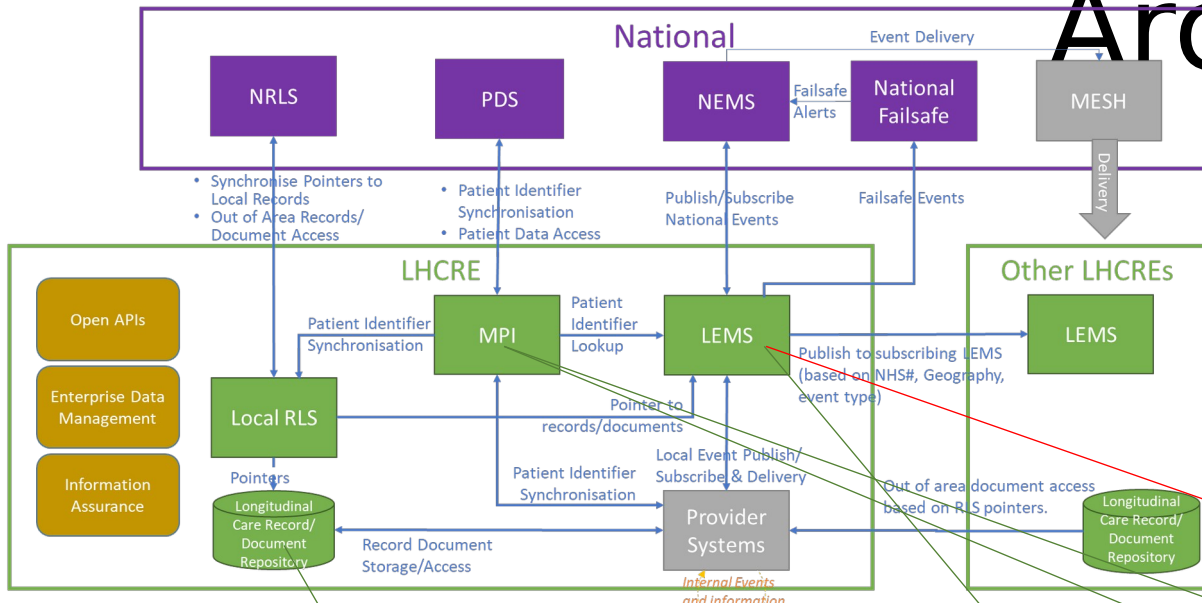 Arc
National
Event Delivery
NRLS
PDS
NEMS
Failsafe
Alerts
National
Failsafe
MESH
Delivery
• Synchronise Pointers to
Local Records
• Out of Area Records/
Document Access
• Patient Identifier
Synchronisation
• Patient Data Access
Publish/Subscribe
National Events
Failsafe Events
LHCRE
Other LHCREs
Open APIs
Enterprise Data
Management
Information
Assurance
Patient Identifier
Synchronisation
MPI
Patient
Identifier
Lookup
LEMS
LEMS
Publish to subscribing LEMS
(based on NHS#, Geography,
event type)
Local RLS
Pointer to
records/documents
Pointers
Patient Identifier
Synchronisation
Local Event Publish/
Subscribe & Delivery
Longitudinal
Care Record/
Document
Repository
Record Document
Storage/Access
Provider
Systems
Out of area document access
based on RLS pointers.
Longitudinal
Care Record/
Document
Repository
Internal Events
and information